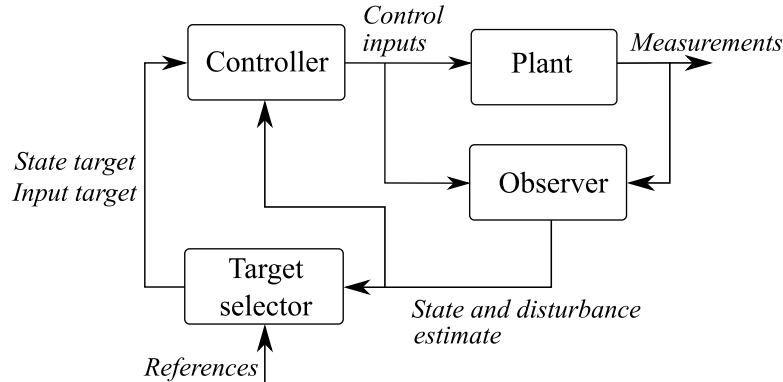 Control
inputs
Measurements
Controller
Plant
State target
Input target
Observer
Target
selector
State and disturbance
estimate
References